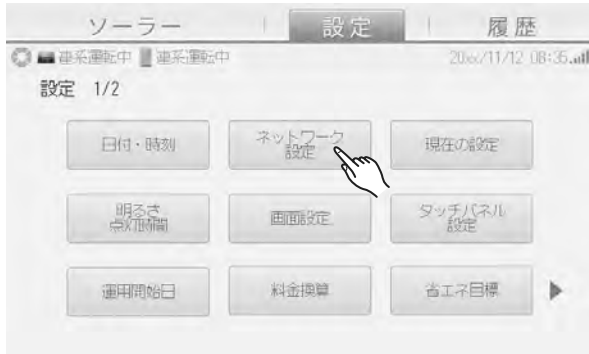 ソーラー 設定 履歴
連系運転中 連系運転中 20xx/11/12 08:35
設定 1/2
日付・時刻
ネットワーク
設定
現在の設定
明るさ
点灯時間
画面設定
タッチパネル
設定
運用開始日
料金換算
省エネ目標